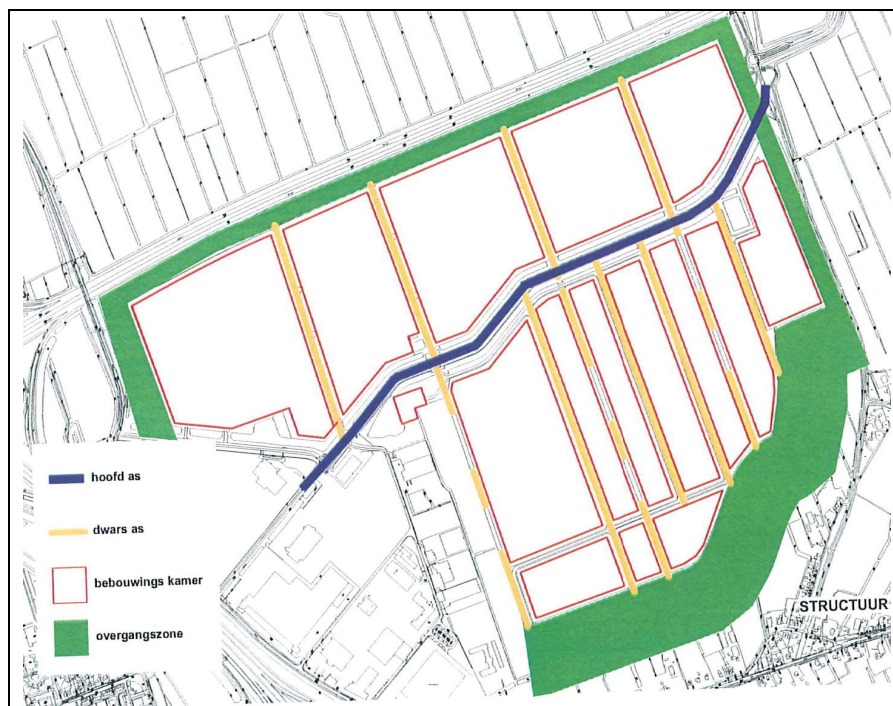 hoofd as
dwars as
bebouwings kamer
overgangszone
STRUCTUUR